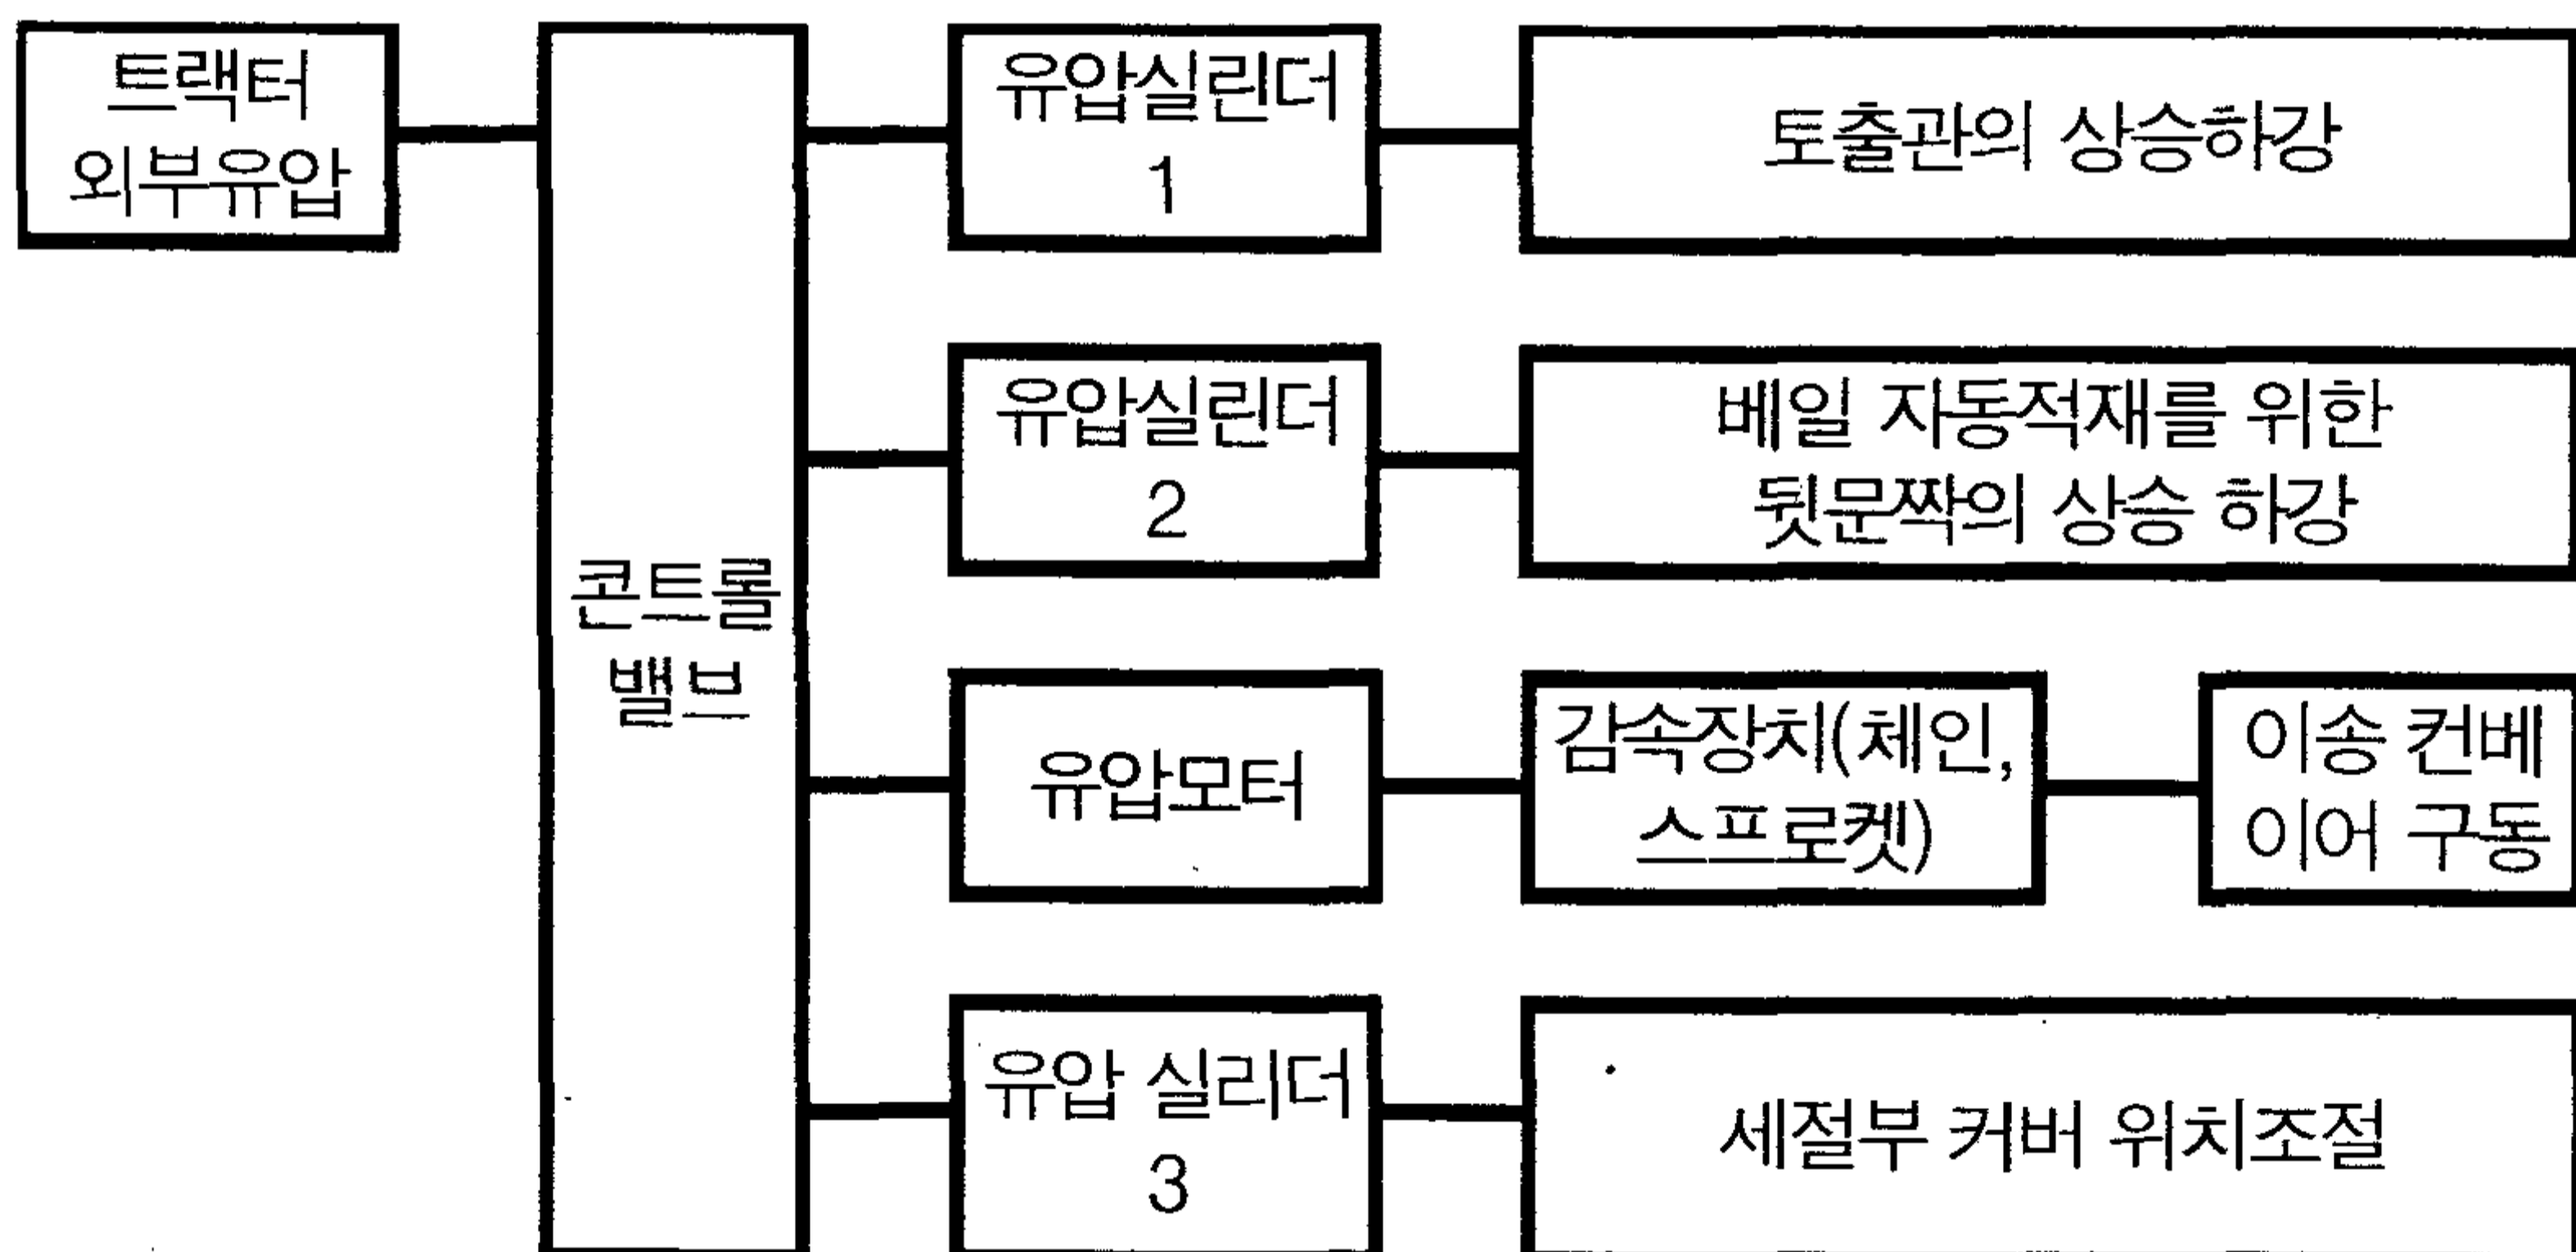 트랙터
외부유압
콘트롤
밸브
유압실린더
1
토출관의 상승하강
유압실린더
2
베일 자동적재를 위한
뒷문짝의 상승 하강
유압모터
감속장치(체인,
스프로켓)
이송 컨베
이어 구동
유압 실리더
3
세절부 커버 위치조절